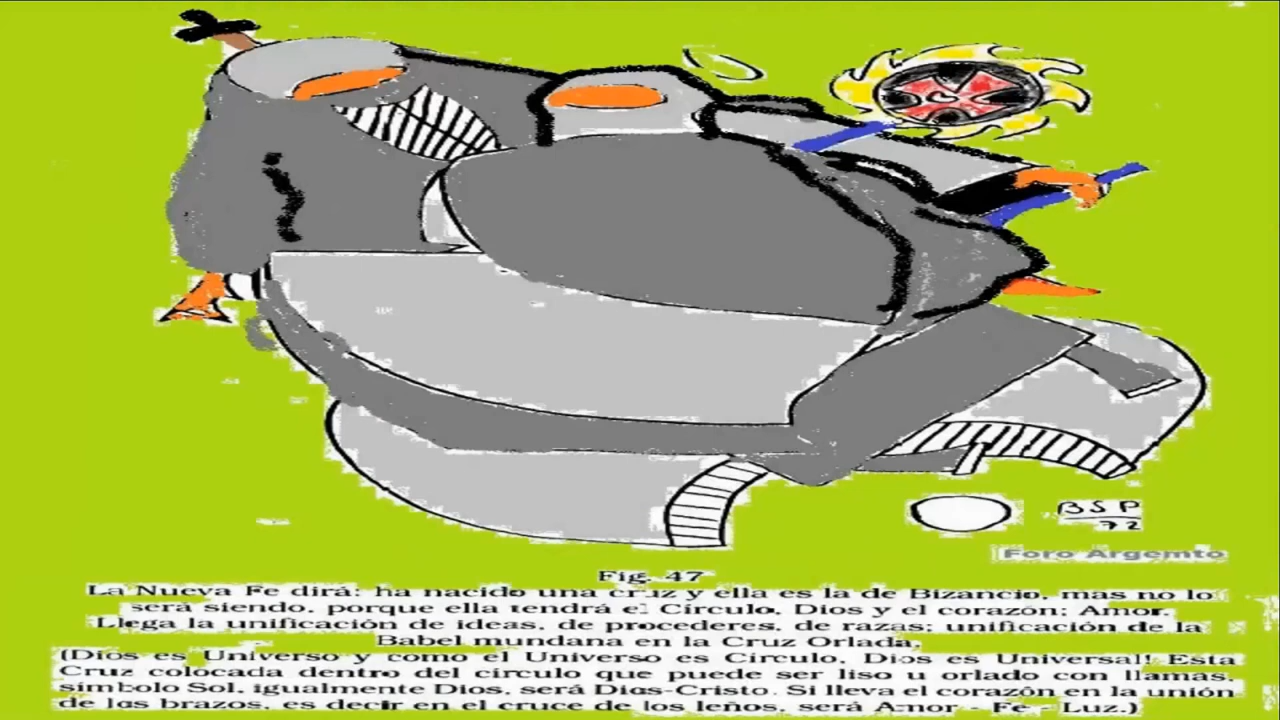 BSP
72
Foro Argemto
Fig. 47
La Nueva Fe dirá: ha nacido una cruz y ella es la de Bizancio, mas no lo
será siendo, porque ella tendrá el Círculo, Dios y el corazón; Amor.
Llega la unificación de ideas, de procederes, de razas; unificación de la
Babel mundana en la Cruz Orlada.
(Dios es Universo y como el Universo es Círculo, Dios es Universal! Esta
Cruz colocada dentro del círculo que puede ser liso u orlado con llamas,
símbolo Sol, igualmente Dios, será Dios-Cristo. Si lleva el corazón en la unión
de los brazos, es decir en el cruce de los leños, será Amor - Fe - Luz.)